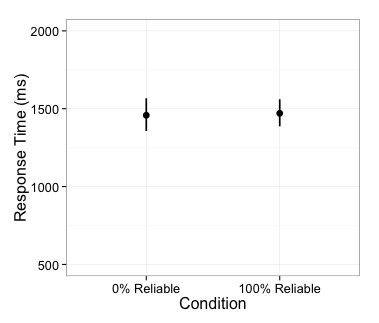 2000
1500
1000
500
Response Time (ms)
0% Reliable
100% Reliable
Condition